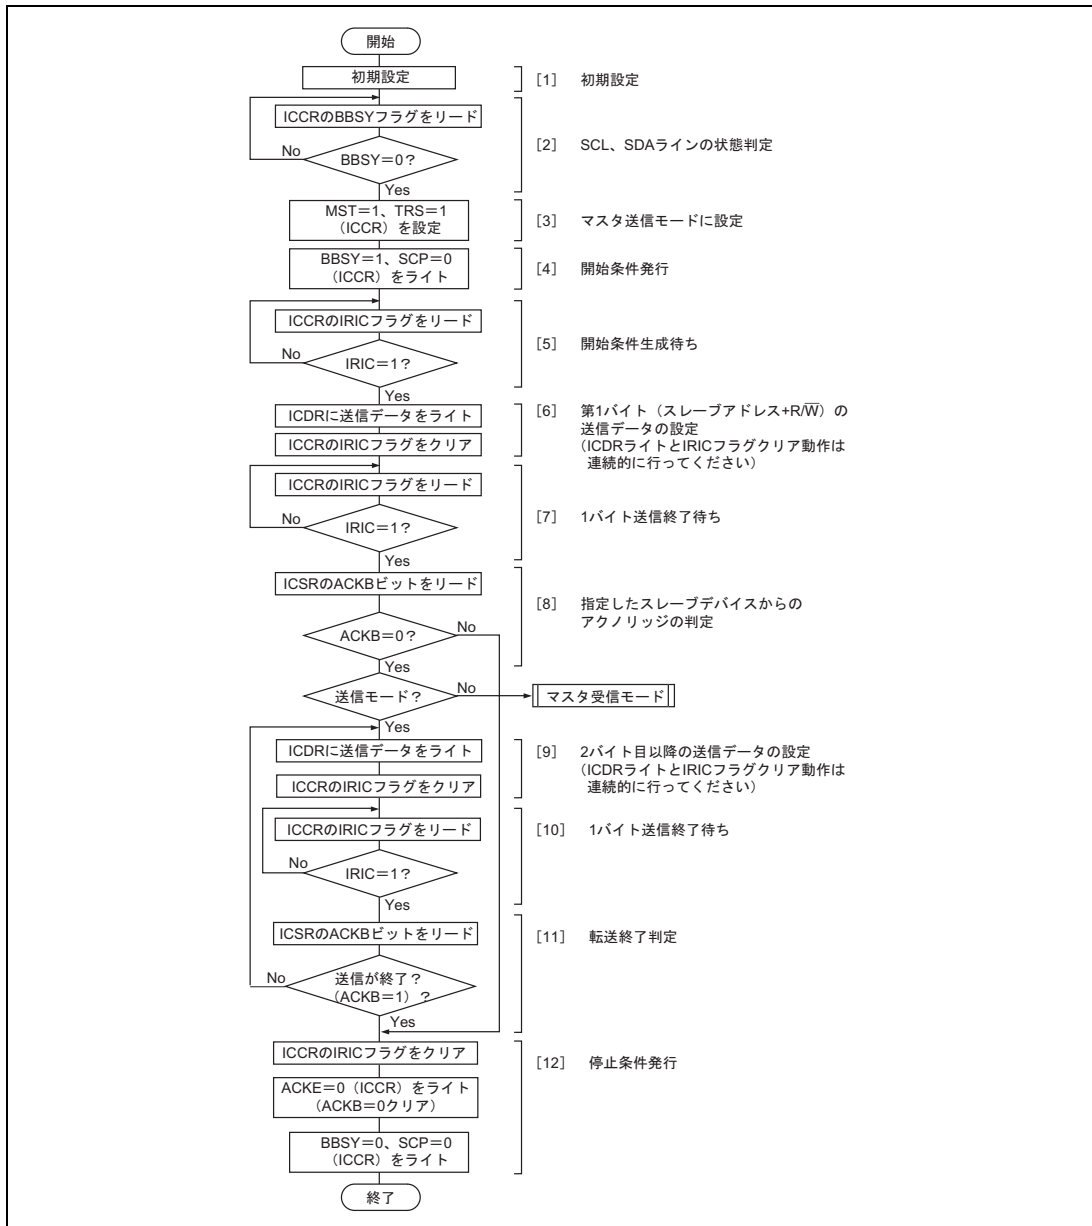 開始
初期設定
[1] 初期設定
ICCRのBBSYフラグをリード
No
BBSY=0?
[2] SCL、SDAラインの状態判定
Yes
MST=1、TRS=1
(ICCR)を設定
[3] マスタ送信モードに設定
BBSY=1、SCP=0
(ICCR)をライト
[4] 開始条件発行
ICCRのIRICフラグをリード
No
IRIC=1?
[5] 開始条件生成待ち
Yes
ICDRに送信データをライト
ICCRのIRICフラグをクリア
[6] 第1バイト(スレーブアドレス+R/W̅)の
送信データの設定
(ICDRライトとIRICフラグクリア動作は
連続的に行ってください)
ICCRのIRICフラグをリード
No
IRIC=1?
[7] 1バイト送信終了待ち
Yes
ICSRのACKBビットをリード
[8] 指定したスレーブデバイスからの
アクノリッジの判定
ACKB=0?
No
Yes
送信モード?
No
マスタ受信モード
Yes
ICDRに送信データをライト
ICCRのIRICフラグをクリア
[9] 2バイト目以降の送信データの設定
(ICDRライトとIRICフラグクリア動作は
連続的に行ってください)
ICCRのIRICフラグをリード
[10] 1バイト送信終了待ち
No
IRIC=1?
Yes
ICSRのACKBビットをリード
[11] 転送終了判定
No
送信が終了?
(ACKB=1)?
Yes
ICCRのIRICフラグをクリア
[12] 停止条件発行
ACKE=0(ICCR)をライト
(ACKB=0クリア)
BBSY=0、SCP=0
(ICCR)をライト
終了